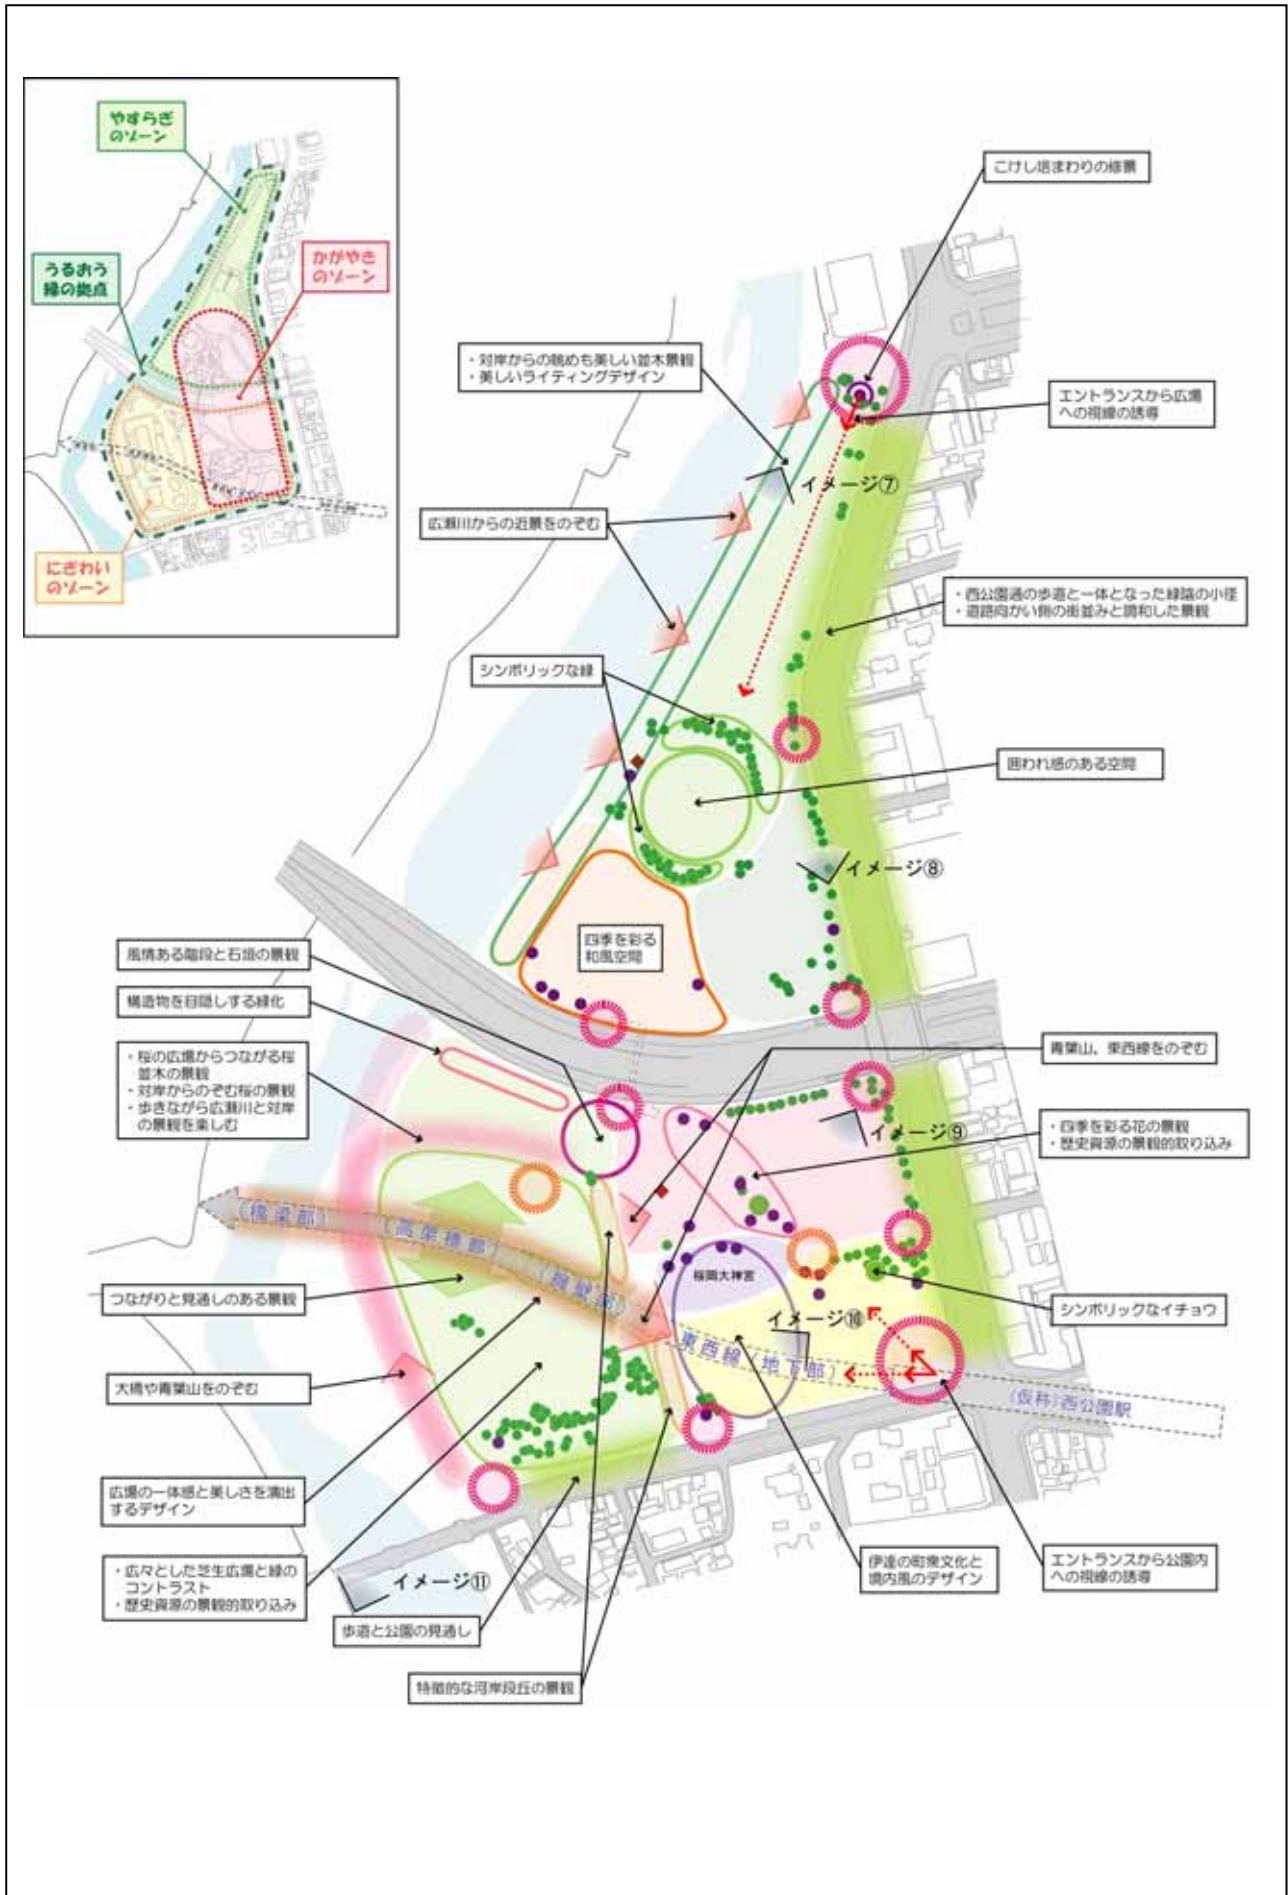 やすらぎ
のゾーン
うるおう
緑の拠点
かがやき
のゾーン
にぎわい
のゾーン
こけし塔まわりの修景
・対岸からの眺めも美しい並木景観
・美しいライティングデザイン
エントランスから広場
への視線の誘導
イメージ⑦
広瀬川からの近景をのぞむ
・西公園通の歩道と一体となった緑陰の小径
・道路向かい側の街並みと調和した景観
シンボリックな緑
囲われ感のある空間
イメージ⑧
四季を彩る
和風空間
風情ある階段と石垣の景観
構造物を目隠しする緑化
・桜の広場からつながる桜
並木の景観
・対岸からのぞむ桜の景観
・歩きながら広瀬川と対岸
の景観を楽しむ
青葉山、東西線をのぞむ
イメージ⑨
・四季を彩る花の景観
・歴史資源の景観的取り込み
(橋梁部)
(高架橋部)
(擁壁部)
桜岡大神宮
つながりと見通しのある景観
シンボリックなイチョウ
イメージ⑩
東西線(地下部)
大橋や青葉山をのぞむ
(仮称)西公園駅
広場の一体感と美しさを演出
するデザイン
伊達の町衆文化と
境内風のデザイン
エントランスから公園内
への視線の誘導
・広々とした芝生広場と緑の
コントラスト
・歴史資源の景観的取り込み
イメージ⑪
歩道と公園の見通し
特徴的な河岸段丘の景観